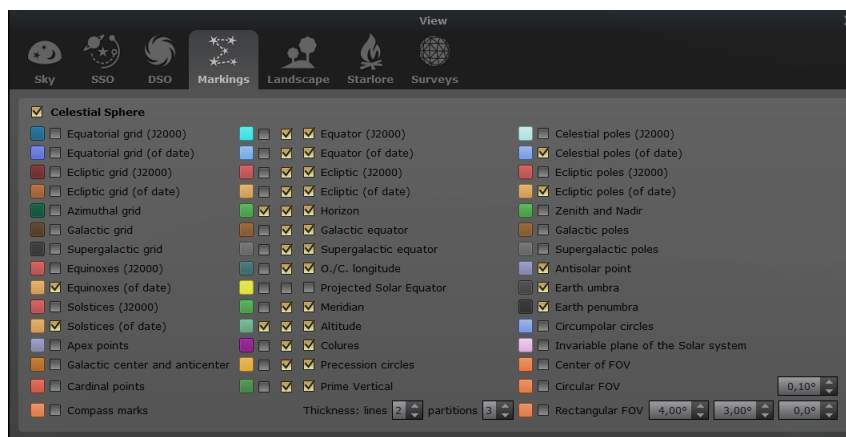 View
Sky SSO DSO Markings Landscape Starlore Surveys
Celestial Sphere
Equatorial grid (J2000) Equator (J2000) Celestial poles (J2000)
Equatorial grid (of date) Equator (of date) Celestial poles (of date)
Ecliptic grid (J2000) Ecliptic (J2000) Ecliptic poles (J2000)
Ecliptic grid (of date) Ecliptic (of date) Ecliptic poles (of date)
Azimuthal grid Horizon Zenith and Nadir
Galactic grid Galactic equator Galactic poles
Supergalactic grid Supergalactic equator Supergalactic poles
Equinoxes (J2000) O./C. longitude Antisolar point
Equinoxes (of date) Projected Solar Equator Earth umbra
Solstices (J2000) Meridian Earth penumbra
Solstices (of date) Altitude Circumpolar circles
Apex points Colures Invariable plane of the Solar system
Galactic center and anticenter Precession circles Center of FOV
Cardinal points Prime Vertical Circular FOV 0,10°
Compass marks Thickness: lines 2 partitions 3 Rectangular FOV 4,00° 3,00° 0,0°